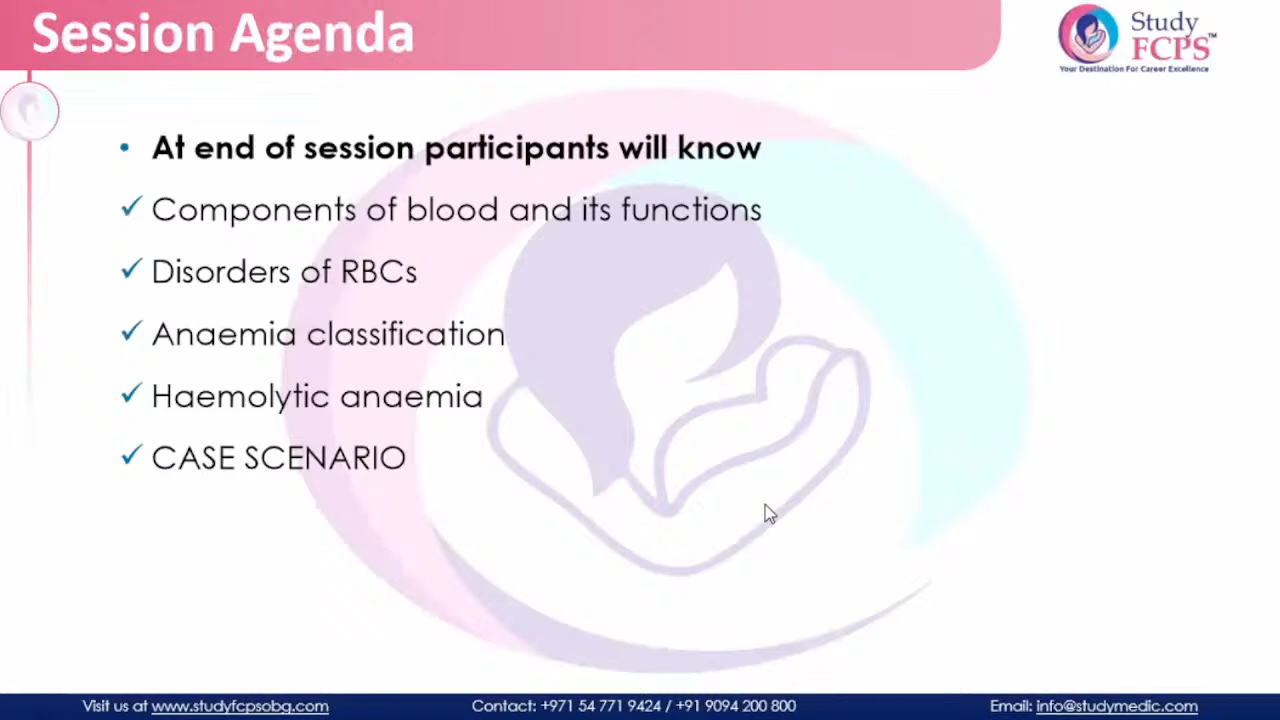 Session Agenda
Study
FCPS™
Your Destination For Career Excellence
• At end of session participants will know
✓ Components of blood and its functions
✓ Disorders of RBCs
✓ Anaemia classification
✓ Haemolytic anaemia
✓ CASE SCENARIO
Visit us at www.studyfcpsobg.com
Contact: +971 54 771 9424 / +91 9094 200 800
Email: info@studymedic.com